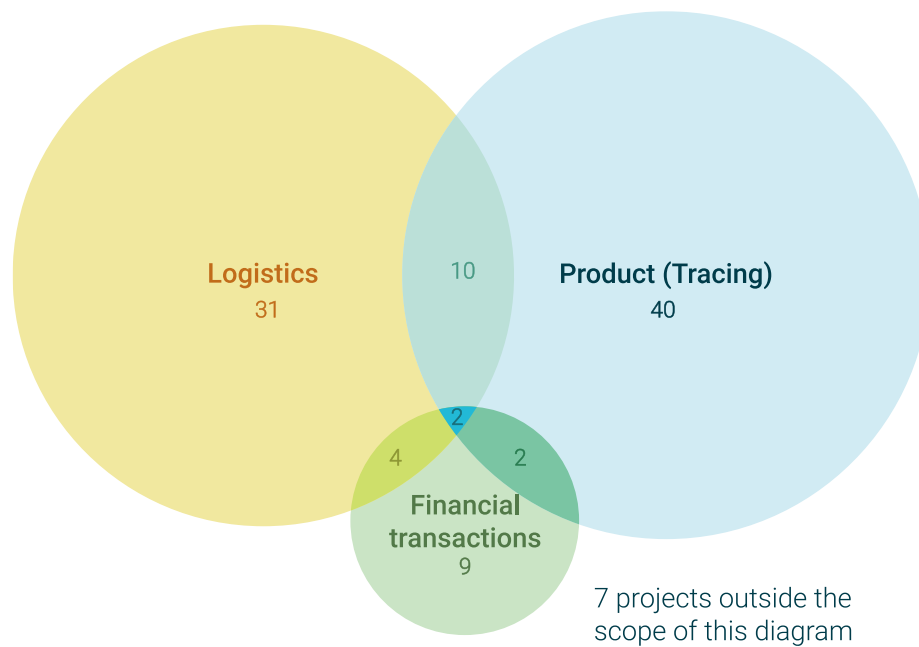 Logistics
31
10
Product (Tracing)
40
2
4
2
Financial
transactions
9
7 projects outside the
scope of this diagram